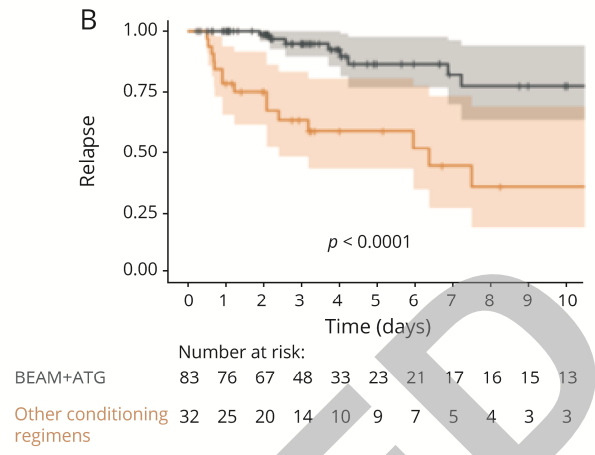 B
Relapse
1.00
0.75
0.50
0.25
0.00
p < 0.0001
0 1 2 3 4 5 6 7 8 9 10
Time (days)
Number at risk:
BEAM+ATG 83 76 67 48 33 23 21 17 16 15 13
Other conditioning 32 25 20 14 10 9 7 5 4 3 3
regimens